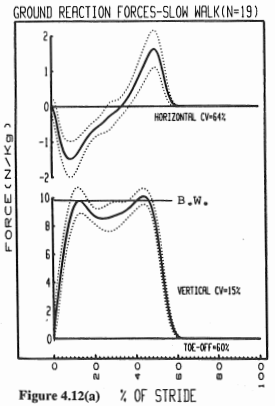 GROUND REACTION FORCES-SLOW WALK(N=19)
2
1
0
-1
-2
HORIZONTAL CV=64%
FORCE(N/Kg)
10
8
6
4
2
0
B.W.
VERTICAL CV=15%
TOE-OFF=60%
0
20
40
60
80
100
Figure 4.12(a) % OF STRIDE